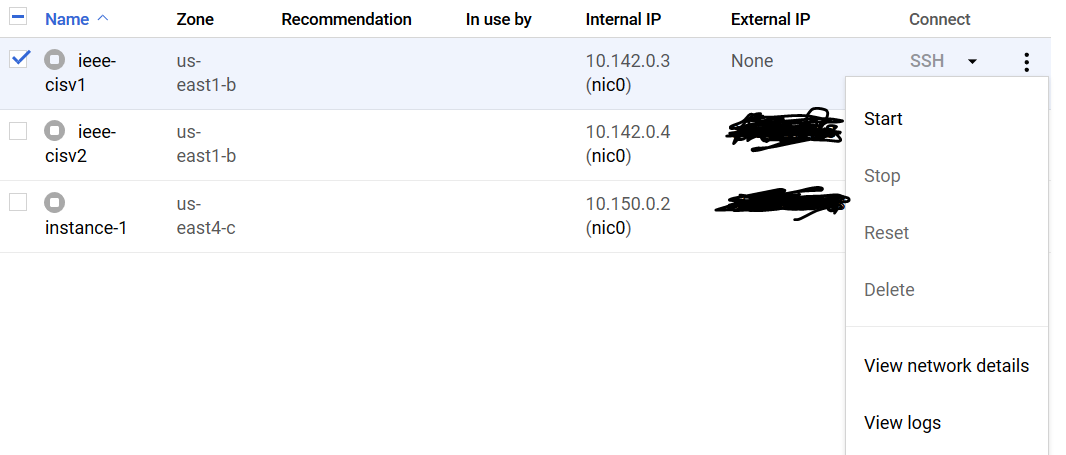 Name Zone Recommendation In use by Internal IP External IP Connect
ieee- us- 10.142.0.3 None SSH
cisv1 east1-b (nic0)
Start
ieee- us- 10.142.0.4
cisv2 east1-b (nic0)
Stop
us- 10.150.0.2
instance-1 east4-c (nic0)
Reset
Delete
View network details
View logs